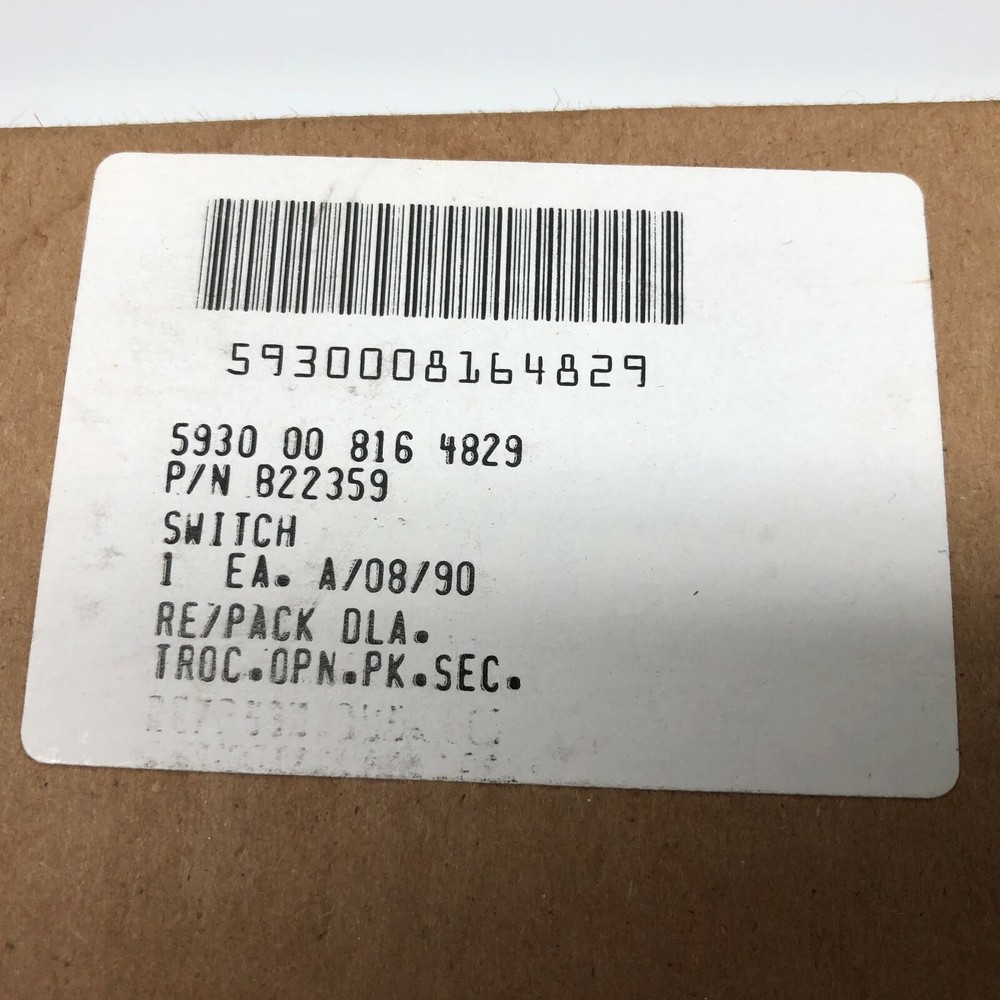 5930008164829
5930 00 816 4829
P/N B22359
SWITCH
1 EA. A/08/90
RE/PACK DLA.
TROC.OPN.PK.SEC.